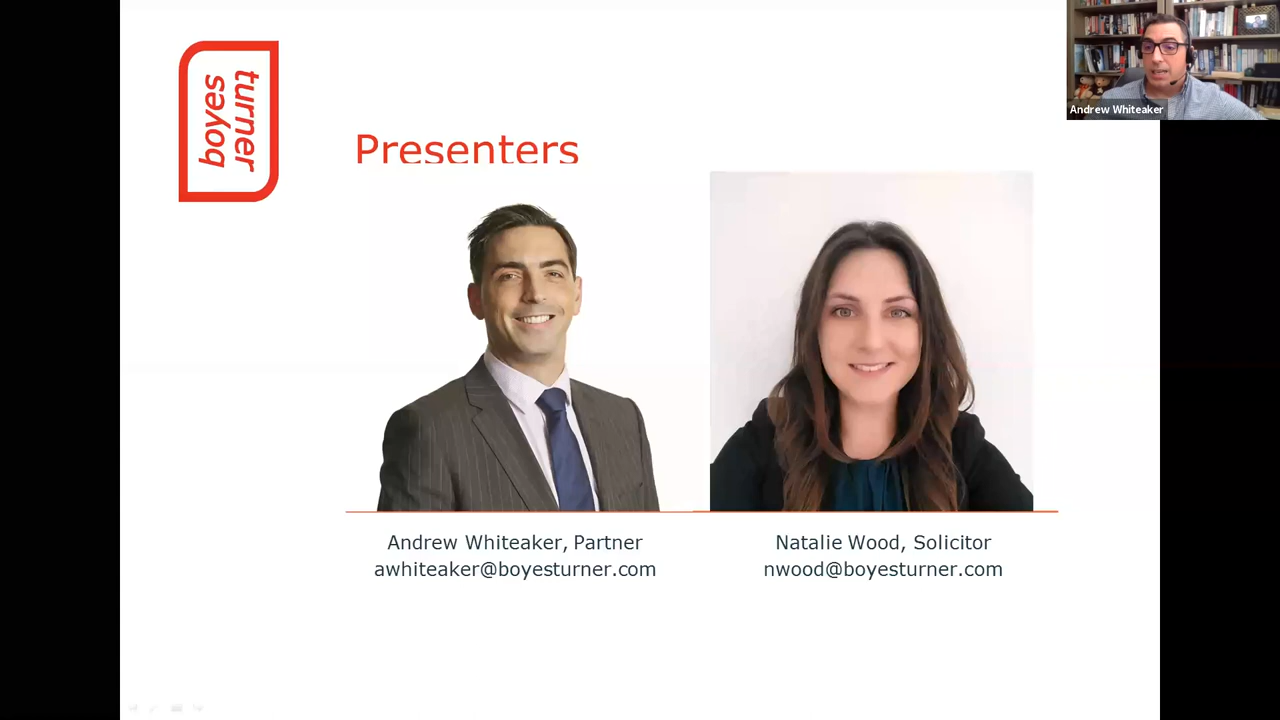 boyes
turner
Presenters
Andrew Whiteaker
Andrew Whiteaker, Partner
awhiteaker@boyesturner.com
Natalie Wood, Solicitor
nwood@boyesturner.com